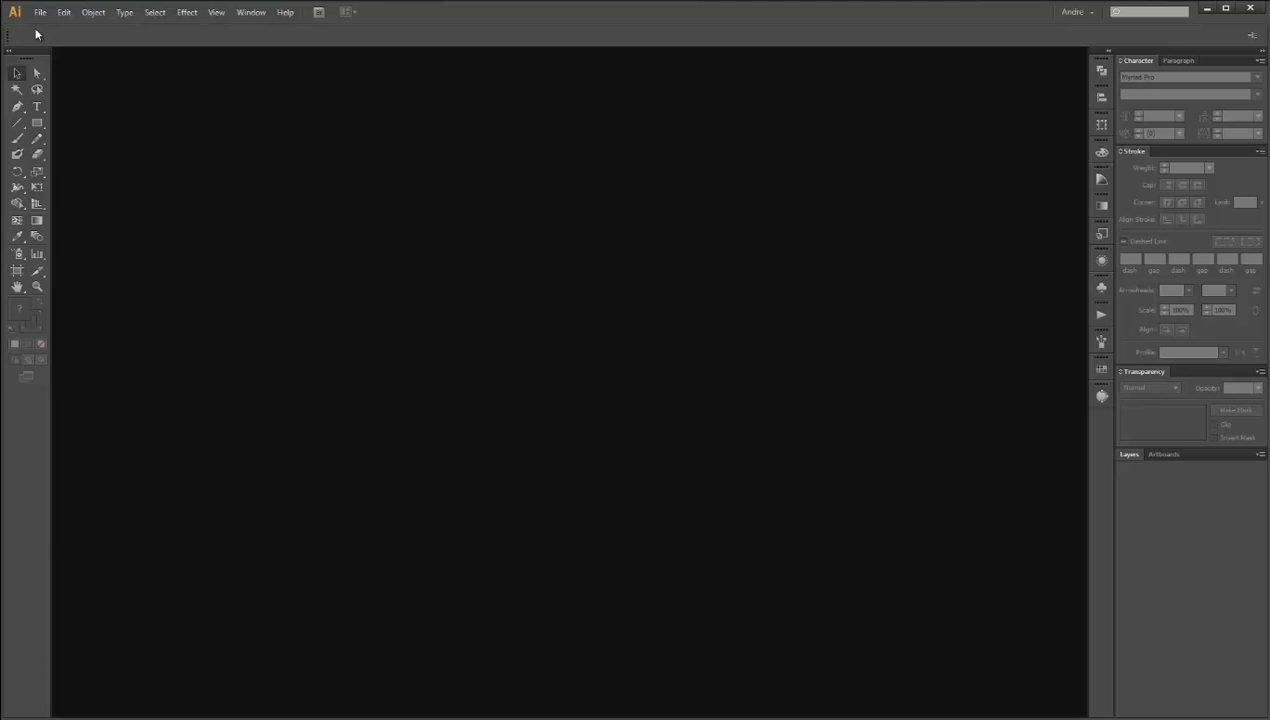 Ai File Edit Object Type Select Effect View Window Help Andre
Character Paragraph
Myriad Pro
Stroke
Weight:
Cap:
Corner: Limit:
Align Stroke:
Dashed Line
dash gap dash gap dash gap
Arrowheads:
Scale: 100% 100%
Align:
Profile:
Transparency
Normal Opacity:
Make Mask
Clip
Invert Mask
Layers Artboards
?